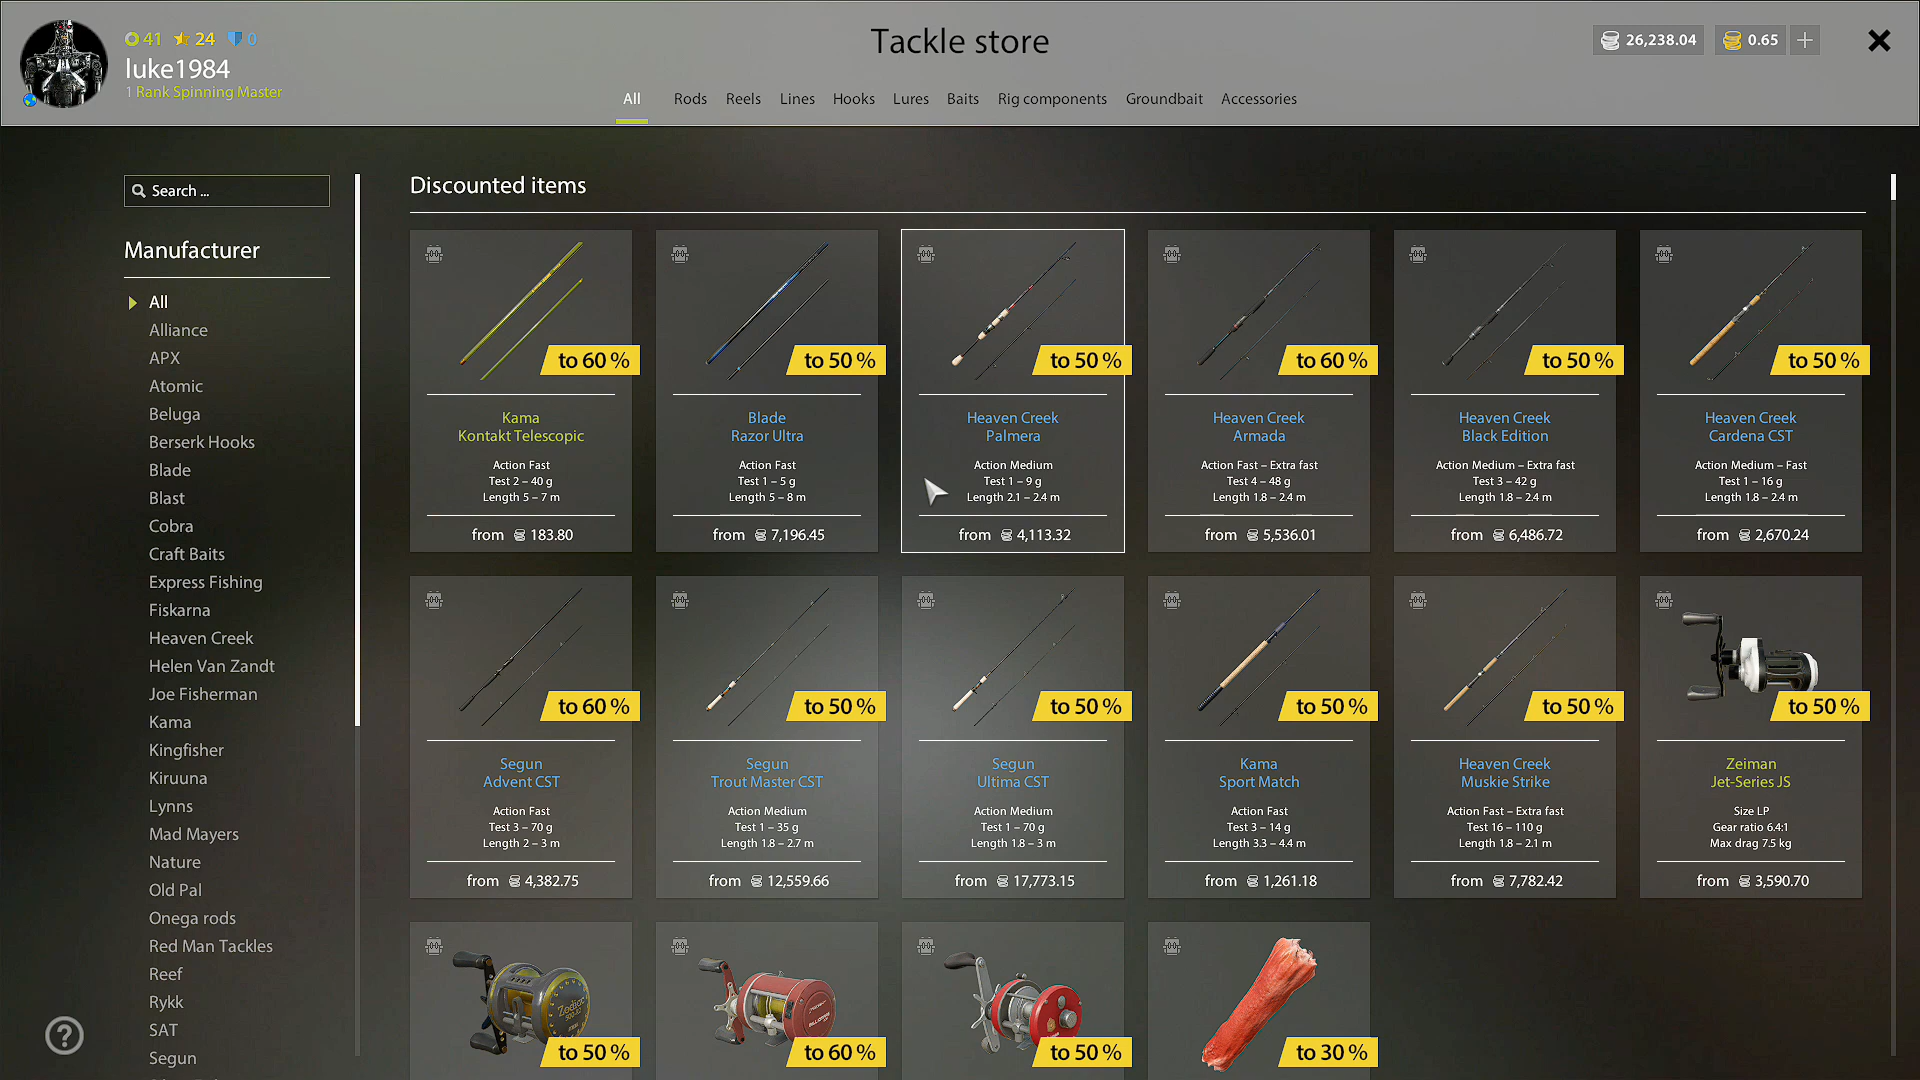 41 24 0
luke1984
1 Rank Spinning Master
Tackle store
26,238.04 0.65 +
All Rods Reels Lines Hooks Lures Baits Rig components Groundbait Accessories
Search ...
Manufacturer
All
Alliance
APX
Atomic
Beluga
Berserk Hooks
Blade
Blast
Cobra
Craft Baits
Express Fishing
Fiskarna
Heaven Creek
Helen Van Zandt
Joe Fisherman
Kama
Kingfisher
Kiruuna
Lynns
Mad Mayers
Nature
Old Pal
Onega rods
Red Man Tackles
Reef
Rykk
SAT
Segun
?
Discounted items
to 60 %
Kama
Kontakt Telescopic
Action Fast
Test 2 – 40 g
Length 5 – 7 m
from 183.80
to 50 %
Blade
Razor Ultra
Action Fast
Test 1 – 5 g
Length 5 – 8 m
from 7,196.45
to 50 %
Heaven Creek
Palmera
Action Medium
Test 1 – 9 g
Length 2.1 – 2.4 m
from 4,113.32
to 60 %
Heaven Creek
Armada
Action Fast – Extra fast
Test 4 – 48 g
Length 1.8 – 2.4 m
from 5,536.01
to 50 %
Heaven Creek
Black Edition
Action Medium – Extra fast
Test 3 – 42 g
Length 1.8 – 2.4 m
from 6,486.72
to 50 %
Heaven Creek
Cardena CST
Action Medium – Fast
Test 1 – 16 g
Length 1.8 – 2.4 m
from 2,670.24
to 60 %
Segun
Advent CST
Action Fast
Test 3 – 70 g
Length 2 – 3 m
from 4,382.75
to 50 %
Segun
Trout Master CST
Action Medium
Test 1 – 35 g
Length 1.8 – 2.7 m
from 12,559.66
to 50 %
Segun
Ultima CST
Action Medium
Test 1 – 70 g
Length 1.8 – 3 m
from 17,773.15
to 50 %
Kama
Sport Match
Action Fast
Test 3 – 14 g
Length 3.3 – 4.4 m
from 1,261.18
to 50 %
Heaven Creek
Muskie Strike
Action Fast – Extra fast
Test 16 – 110 g
Length 1.8 – 2.1 m
from 7,782.42
to 50 %
Zeiman
Jet-Series JS
Size LP
Gear ratio 6.4:1
Max drag 7.5 kg
from 3,590.70
Zodiac
to 50 %
to 60 %
to 50 %
to 30 %